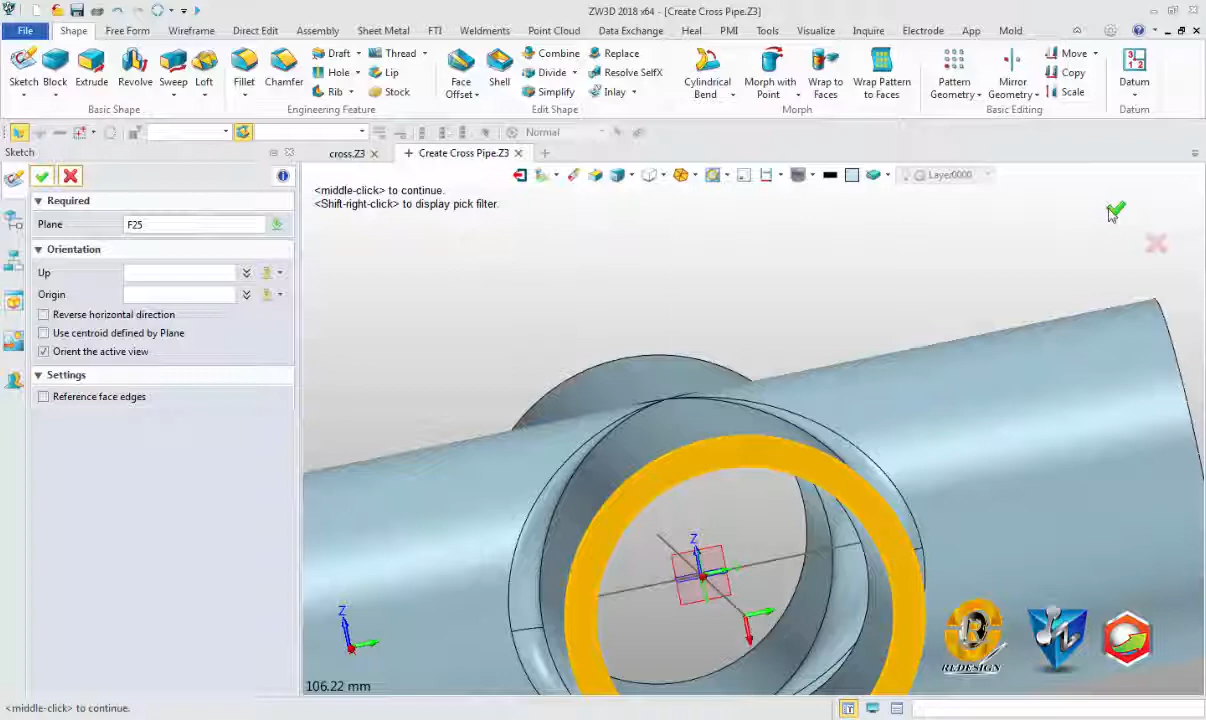 ZW3D 2018 x64 - [Create Cross Pipe.Z3]
File Shape Free Form Wireframe Direct Edit Assembly Sheet Metal FTI Weldments Point Cloud Data Exchange Heal PMI Tools Visualize Inquire Electrode App Mold
Sketch Block Extrude Revolve Sweep Loft
Basic Shape
Fillet Chamfer Draft Hole Rib Thread Lip Stock
Engineering Feature
Face Offset Shell Combine Divide Simplify Replace Resolve SelfX Inlay
Edit Shape
Cylindrical Bend Morph with Point Wrap to Faces Wrap Pattern to Faces
Morph
Pattern Geometry Mirror Geometry Move Copy Scale
Basic Editing
Datum
Datum
Normal
Sketch
cross.Z3
Create Cross Pipe.Z3
Layer0000
<middle-click> to continue.
<Shift-right-click> to display pick filter.
Required
Plane F25
Orientation
Up
Origin
Reverse horizontal direction
Use centroid defined by Plane
Orient the active view
Settings
Reference face edges
Z
Z
REDESIGN
106.22 mm
<middle-click> to continue.